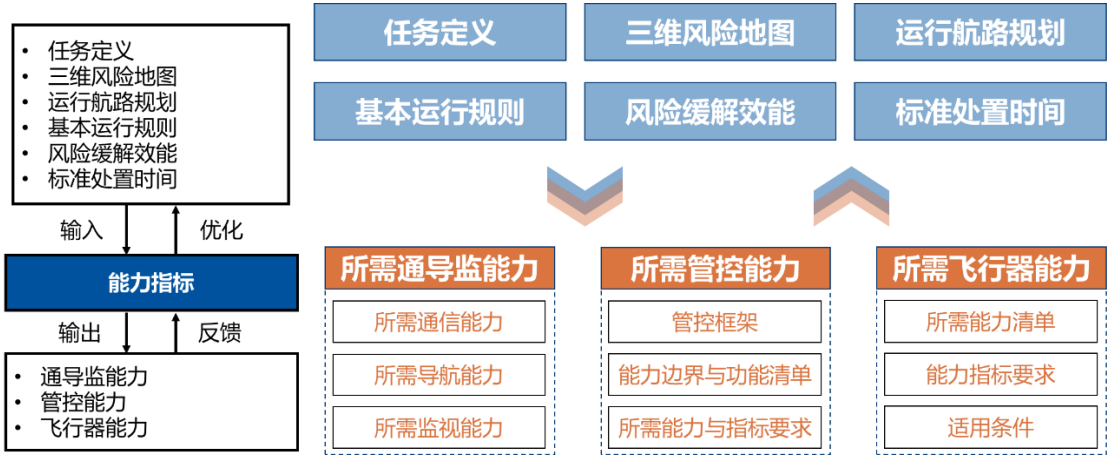 • 任务定义
• 三维风险地图
• 运行航路规划
• 基本运行规则
• 风险缓解效能
• 标准处置时间
输入 优化
能力指标
输出 反馈
• 通导监能力
• 管控能力
• 飞行器能力
任务定义 三维风险地图 运行航路规划
基本运行规则 风险缓解效能 标准处置时间
所需通导监能力
所需通信能力
所需导航能力
所需监视能力
所需管控能力
管控框架
能力边界与功能清单
所需能力与指标要求
所需飞行器能力
所需能力清单
能力指标要求
适用条件